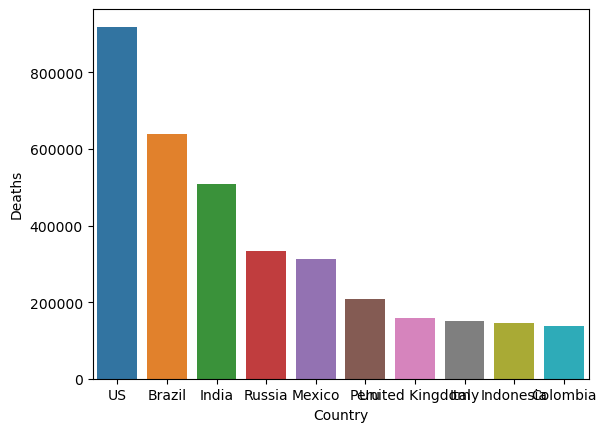 800000
600000
400000
200000
0
Deaths
US Brazil India Russia Mexico Peru United Kingdom Italy Indonesia Colombia
Country